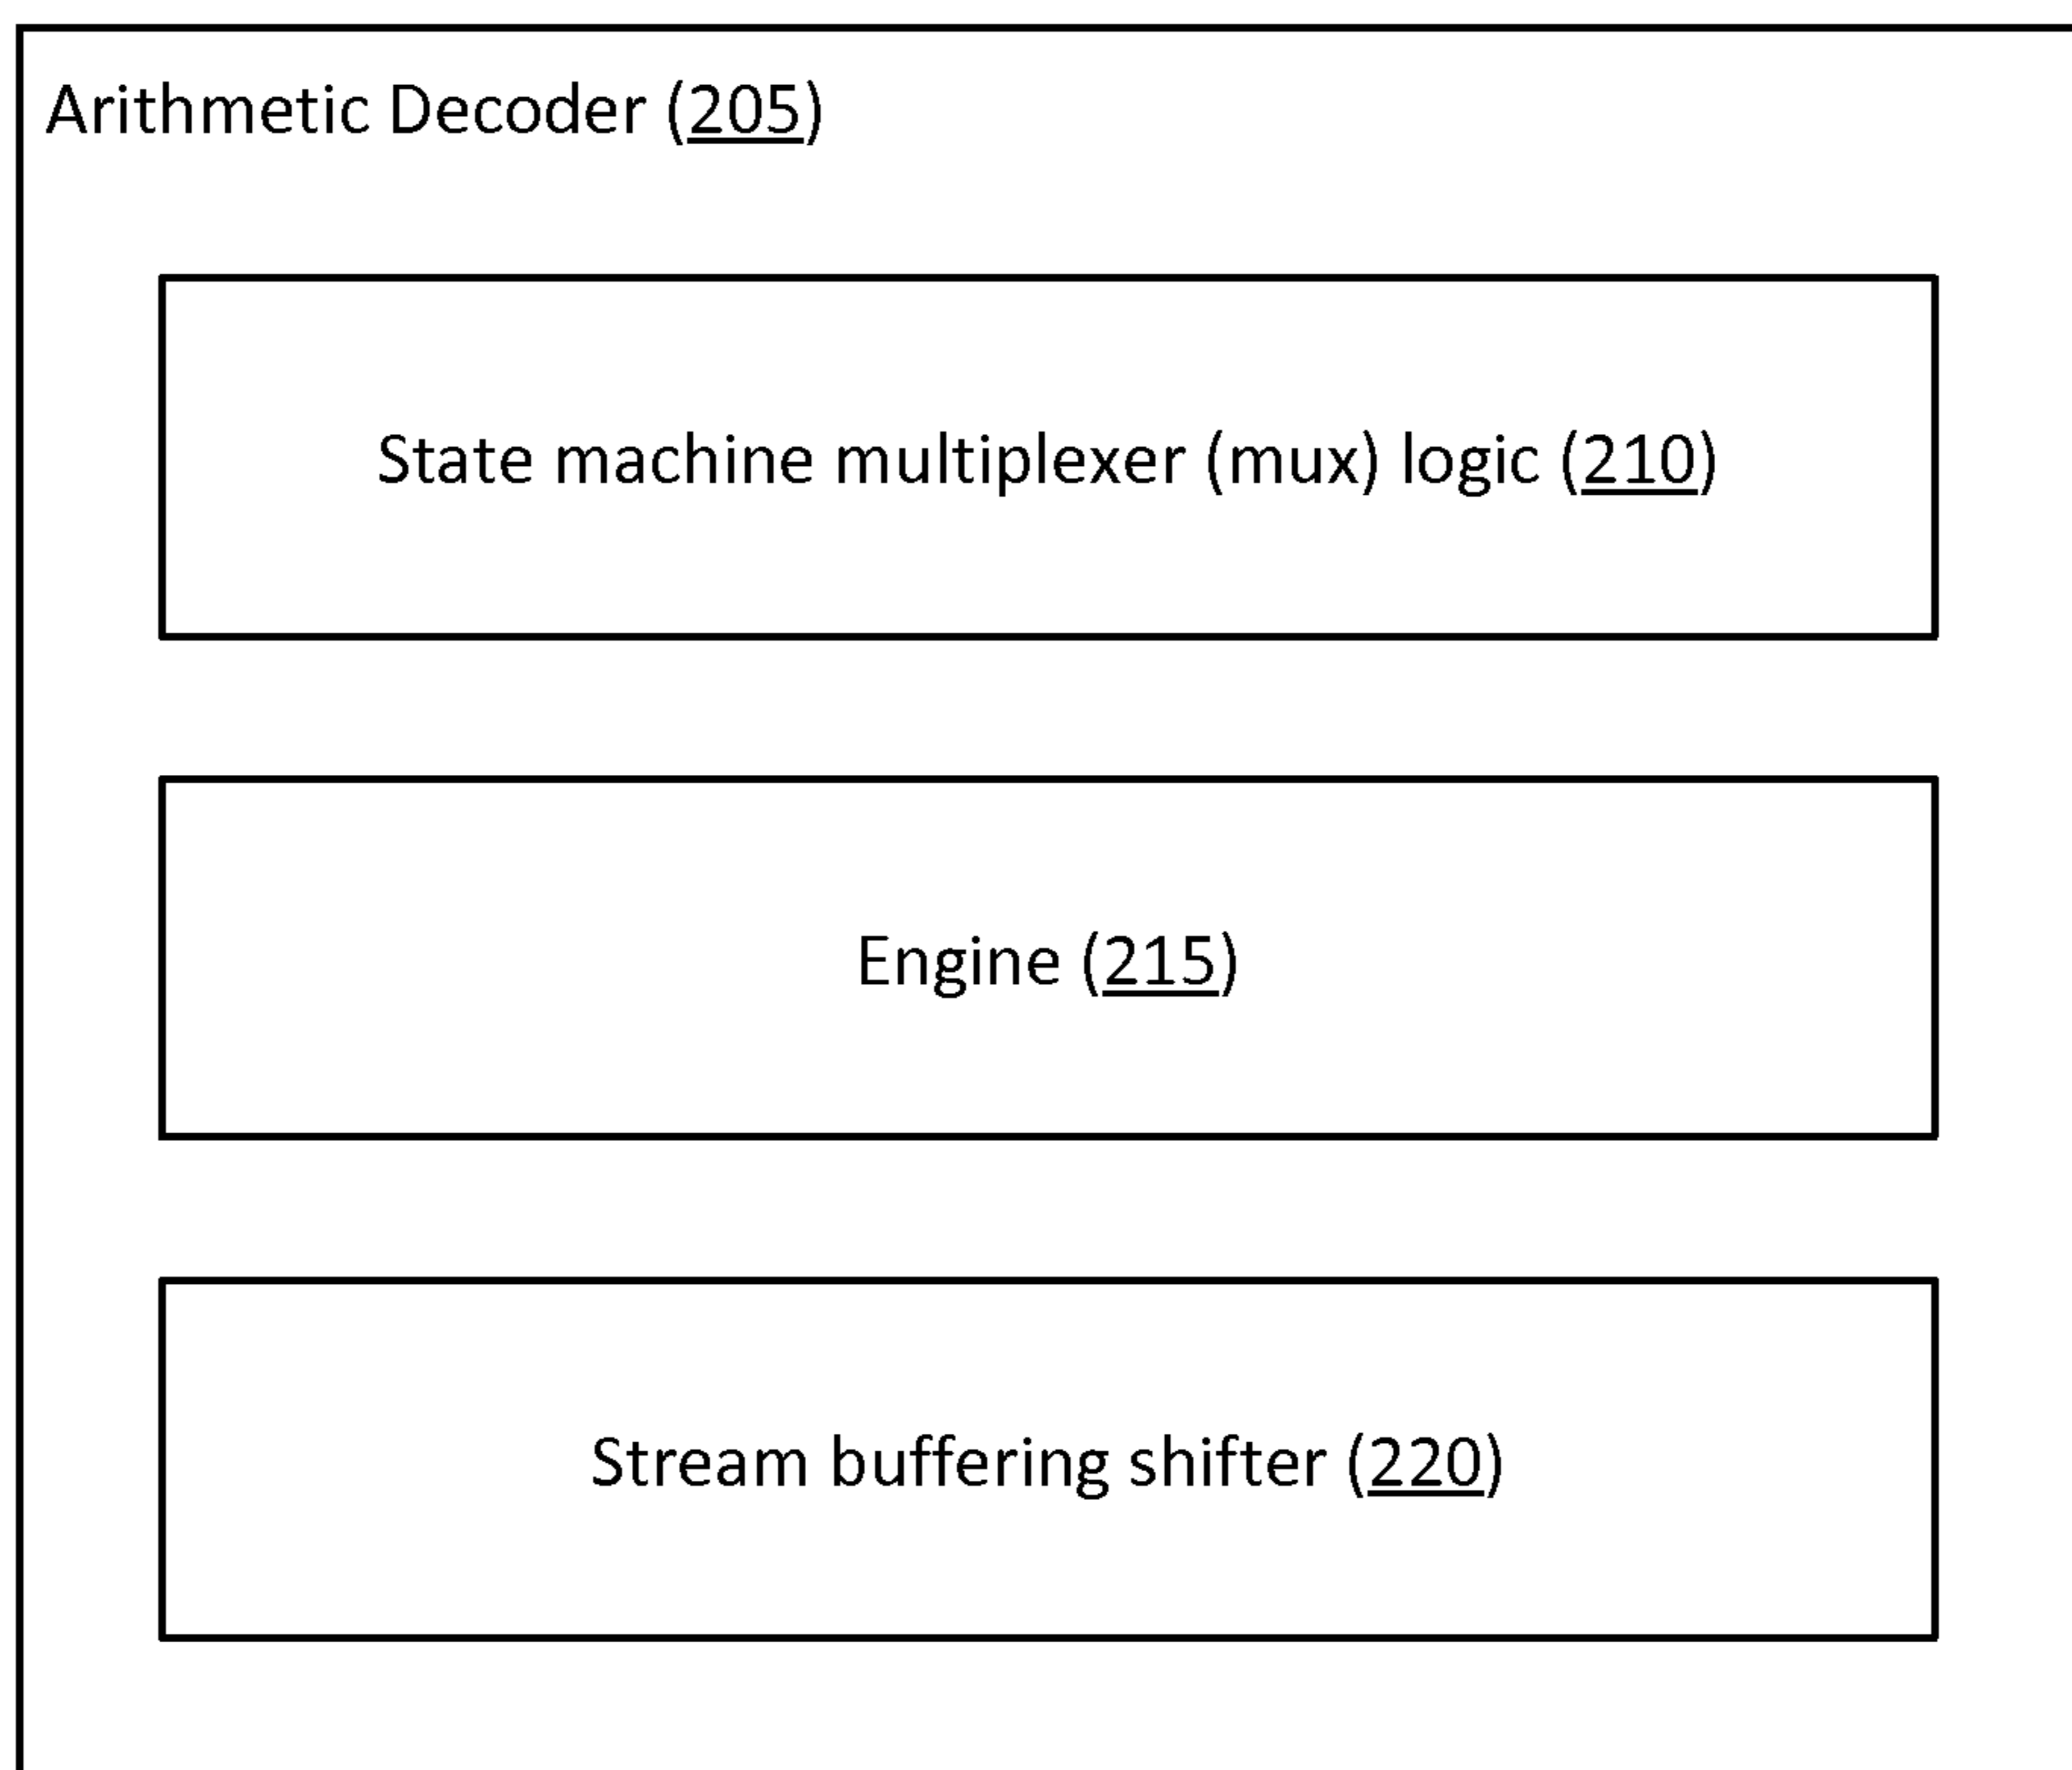 Arithmetic Decoder (205)
State machine multiplexer (mux) logic (210)
Engine (215)
Stream buffering shifter (220)